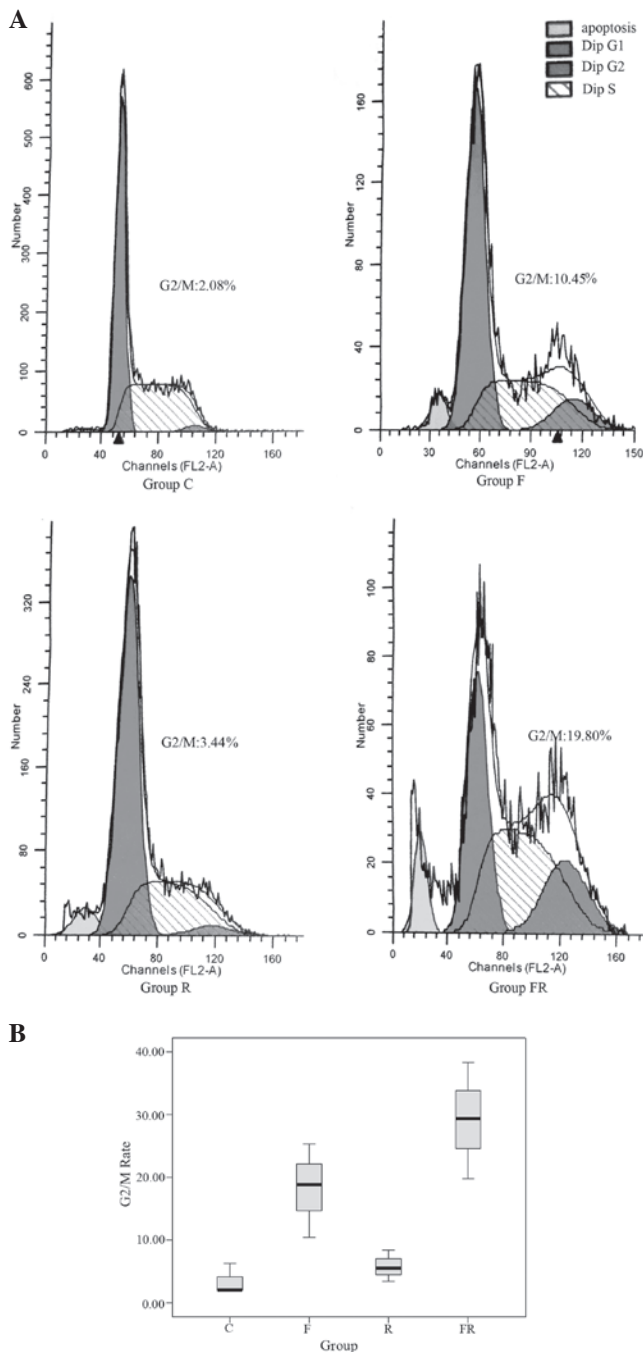 A
apoptosis
Dip G1
Dip G2
Dip S
600
500
400
300
200
100
0
Number
G2/M:2.08%
0
40
80
120
160
Channels (FL2-A)
Group C
160
120
80
40
0
Number
G2/M:10.45%
0
30
60
90
120
150
Channels (FL2-A)
Group F
320
240
160
80
0
Number
G2/M:3.44%
0
40
80
120
160
Channels (FL2-A)
Group R
100
80
60
40
20
0
Number
G2/M:19.80%
0
40
80
120
160
Channels (FL2-A)
Group FR
B
40.00
30.00
20.00
10.00
0.00
G2/M Rate
C
F
R
FR
Group